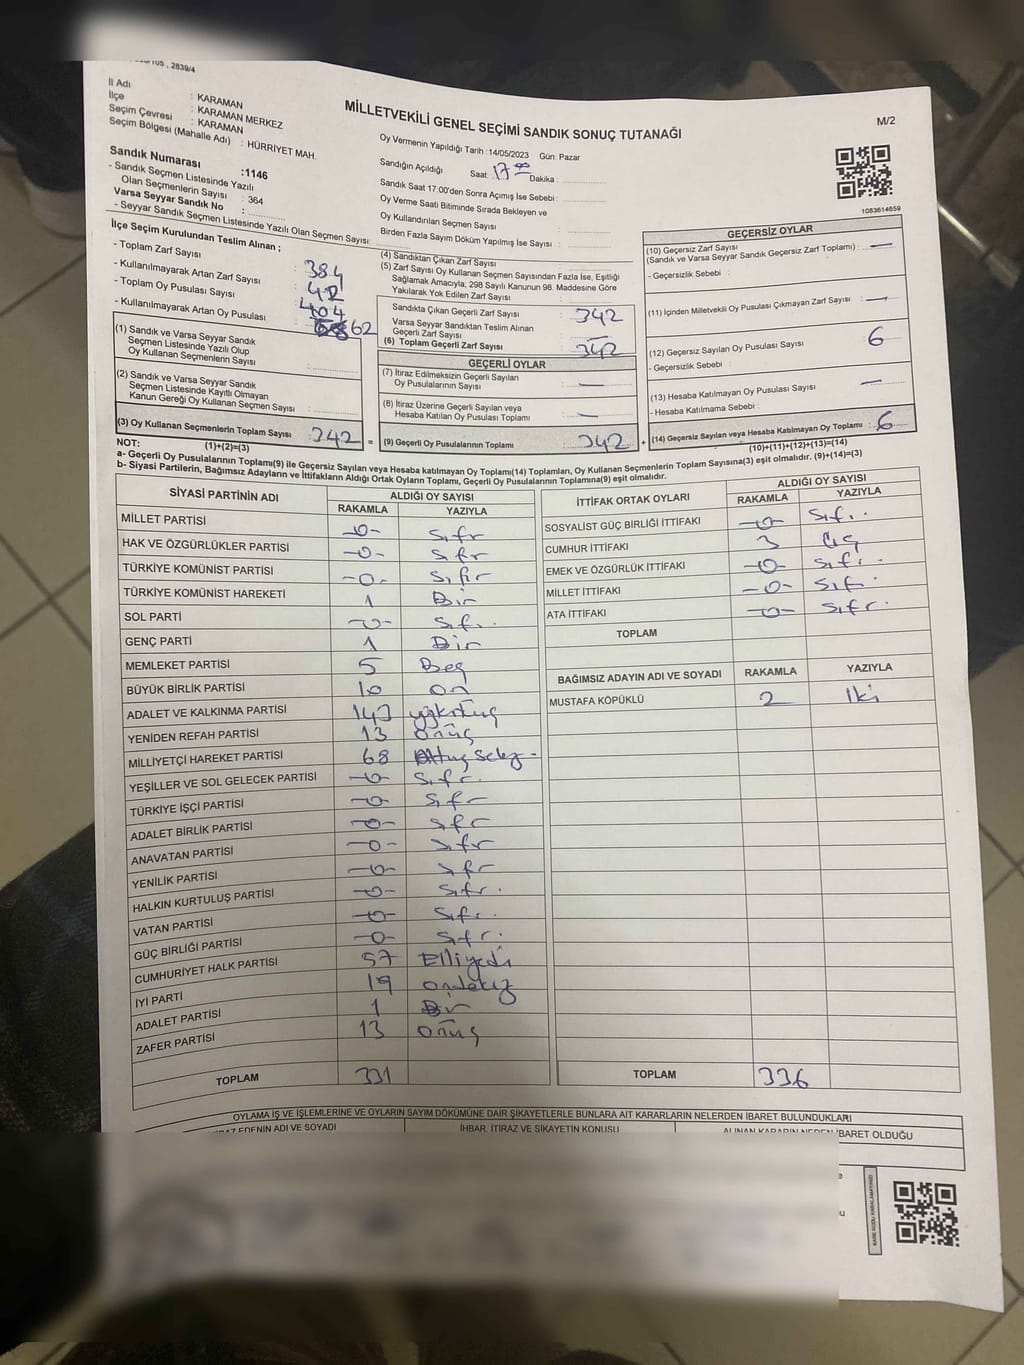 , 2839/4
İl Adı : KARAMAN
İlçe : KARAMAN MERKEZ
Seçim Çevresi : KARAMAN
Seçim Bölgesi (Mahalle Adı) : HÜRRİYET MAH.
MİLLETVEKİLİ GENEL SEÇİMİ SANDIK SONUÇ TUTANAĞI
M/2
Sandık Numarası :1146
- Sandık Seçmen Listesinde Yazılı
Olan Seçmenlerin Sayısı : 364
Varsa Seyyar Sandık No :
- Seyyar Sandık Seçmen Listesinde Yazılı Olan Seçmen Sayısı:
Oy Vermenin Yapıldığı Tarih :14/05/2023 Gün: Pazar
Sandığın Açıldığı Saat: 17 00 Dakika :
Sandık Saat 17:00'den Sonra Açımış İse Sebebi :
Oy Verme Saati Bitiminde Sırada Bekleyen ve
Oy Kullandırılan Seçmen Sayısı
Birden Fazla Sayım Döküm Yapılmış İse Sayısı :
1083614659
İlçe Seçim Kurulundan Teslim Alınan ;
- Toplam Zarf Sayısı : 384
- Kullanılmayarak Artan Zarf Sayısı : 42
- Toplam Oy Pusulası Sayısı : 404
- Kullanılmayarak Artan Oy Pusulası : 62
(1) Sandık ve Varsa Seyyar Sandık
Seçmen Listesinde Yazılı Olup
Oy Kullanan Seçmenlerin Sayısı :
(2) Sandık ve Varsa Seyyar Sandık
Seçmen Listesinde Kayıtlı Olmayan
Kanun Gereği Oy Kullanan Seçmen Sayısı :
(3) Oy Kullanan Seçmenlerin Toplam Sayısı : 342 =
(1)+(2)=(3)
(4) Sandıktan Çıkan Zarf Sayısı :
(5) Zarf Sayısı Oy Kullanan Seçmen Sayısından Fazla İse, Eşitliği
Sağlamak Amacıyla; 298 Sayılı Kanunun 98. Maddesine Göre
Yakılarak Yok Edilen Zarf Sayısı :
Sandıkta Çıkan Geçerli Zarf Sayısı : 342
Varsa Seyyar Sandıktan Teslim Alınan
Geçerli Zarf Sayısı : —
(6) Toplam Geçerli Zarf Sayısı : 342
GEÇERLİ OYLAR
(7) İtiraz Edilmeksizin Geçerli Sayılan
Oy Pusulalarının Sayısı : —
(8) İtiraz Üzerine Geçerli Sayılan veya
Hesaba Katılan Oy Pusulası Toplamı : —
(9) Geçerli Oy Pusulalarının Toplamı : 342 +
GEÇERSİZ OYLAR
(10) Geçersiz Zarf Sayısı
(Sandık ve Varsa Seyyar Sandık Geçersiz Zarf Toplamı) : —
- Geçersizlik Sebebi :
(11) İçinden Milletvekili Oy Pusulası Çıkmayan Zarf Sayısı : —
(12) Geçersiz Sayılan Oy Pusulası Sayısı : 6
- Geçersizlik Sebebi :
(13) Hesaba Katılmayan Oy Pusulası Sayısı : —
- Hesaba Katılmama Sebebi :
(14) Geçersiz Sayılan veya Hesaba Katılmayan Oy Toplamı : 6
(10)+(11)+(12)+(13)=(14)
NOT:
a- Geçerli Oy Pusulalarının Toplamı(9) ile Geçersiz Sayılan veya Hesaba katılmayan Oy Toplamı(14) Toplamları, Oy Kullanan Seçmenlerin Toplam Sayısına(3) eşit olmalıdır. (9)+(14)=(3)
b- Siyasi Partilerin, Bağımsız Adayların ve İttifakların Aldığı Ortak Oyların Toplamı, Geçerli Oy Pusulalarının Toplamına(9) eşit olmalıdır.
SİYASİ PARTİNİN ADI ALDIĞI OY SAYISI
RAKAMLA YAZIYLA
MİLLET PARTİSİ -0- Sıfır
HAK VE ÖZGÜRLÜKLER PARTİSİ -0- Sıfır
TÜRKİYE KOMÜNİST PARTİSİ -0- Sıfır
TÜRKİYE KOMÜNİST HAREKETİ 1 Bir
SOL PARTİ -0- Sıfı.
GENÇ PARTİ 1 Bir
MEMLEKET PARTİSİ 5 Beş
BÜYÜK BİRLİK PARTİSİ 10 On
ADALET VE KALKINMA PARTİSİ 143
YENİDEN REFAH PARTİSİ 13 Onüç
MİLLİYETÇİ HAREKET PARTİSİ 68
YEŞİLLER VE SOL GELECEK PARTİSİ -0- Sıfır
TÜRKİYE İŞÇİ PARTİSİ -0- Sıfır
ADALET BİRLİK PARTİSİ -0- Sıfır
ANAVATAN PARTİSİ -0- Sıfır
YENİLİK PARTİSİ -0- Sıfır
HALKIN KURTULUŞ PARTİSİ -0- Sıfır.
VATAN PARTİSİ -0- Sıfır.
GÜÇ BİRLİĞİ PARTİSİ -0- Sıfır.
CUMHURİYET HALK PARTİSİ 57 Elliyedi
İYİ PARTİ 19
ADALET PARTİSİ 1 Bir
ZAFER PARTİSİ 13 Onüç
TOPLAM 331
İTTİFAK ORTAK OYLARI ALDIĞI OY SAYISI
RAKAMLA YAZIYLA
SOSYALİST GÜÇ BİRLİĞİ İTTİFAKI -0- Sıfı.
CUMHUR İTTİFAKI 3 Üç
EMEK VE ÖZGÜRLÜK İTTİFAKI -0- Sıfı.
MİLLET İTTİFAKI -0- Sıfı.
ATA İTTİFAKI -0- Sıfır.
TOPLAM
BAĞIMSIZ ADAYIN ADI VE SOYADI RAKAMLA YAZIYLA
MUSTAFA KÖPÜKLÜ 2 İki
TOPLAM 336
OYLAMA İŞ VE İŞLEMLERİNE VE OYLARIN SAYIM DÖKÜMÜNE DAİR ŞİKAYETLERLE BUNLARA AİT KARARLARIN NELERDEN İBARET BULUNDUKLARI
EDENİN ADI VE SOYADI İHBAR, İTİRAZ VE ŞİKAYETİN KONUSU ALINAN KARARIN NEDEN İBARET OLDUĞU